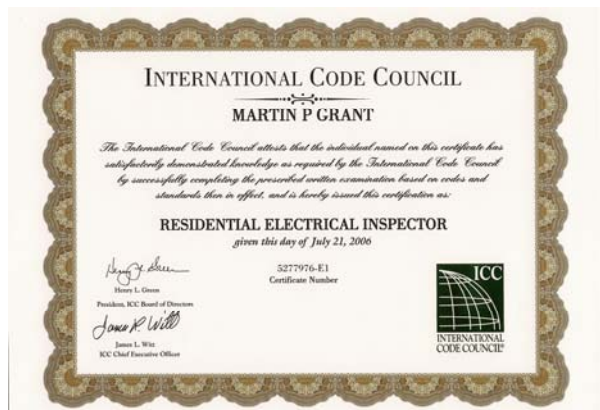 INTERNATIONAL CODE COUNCIL
MARTIN P GRANT
The International Code Council attests that the individual named on this certificate has
satisfactorily demonstrated knowledge as required by the International Code Council
by successfully completing the prescribed written examination based on codes and
standards then in effect, and is hereby issued this certification as:
RESIDENTIAL ELECTRICAL INSPECTOR
given this day of July 21, 2006
5277976-E1
Certificate Number
Henry L. Green
President, ICC Board of Directors
James L. Witt
ICC Chief Executive Officer
ICC
INTERNATIONAL
CODE COUNCIL®